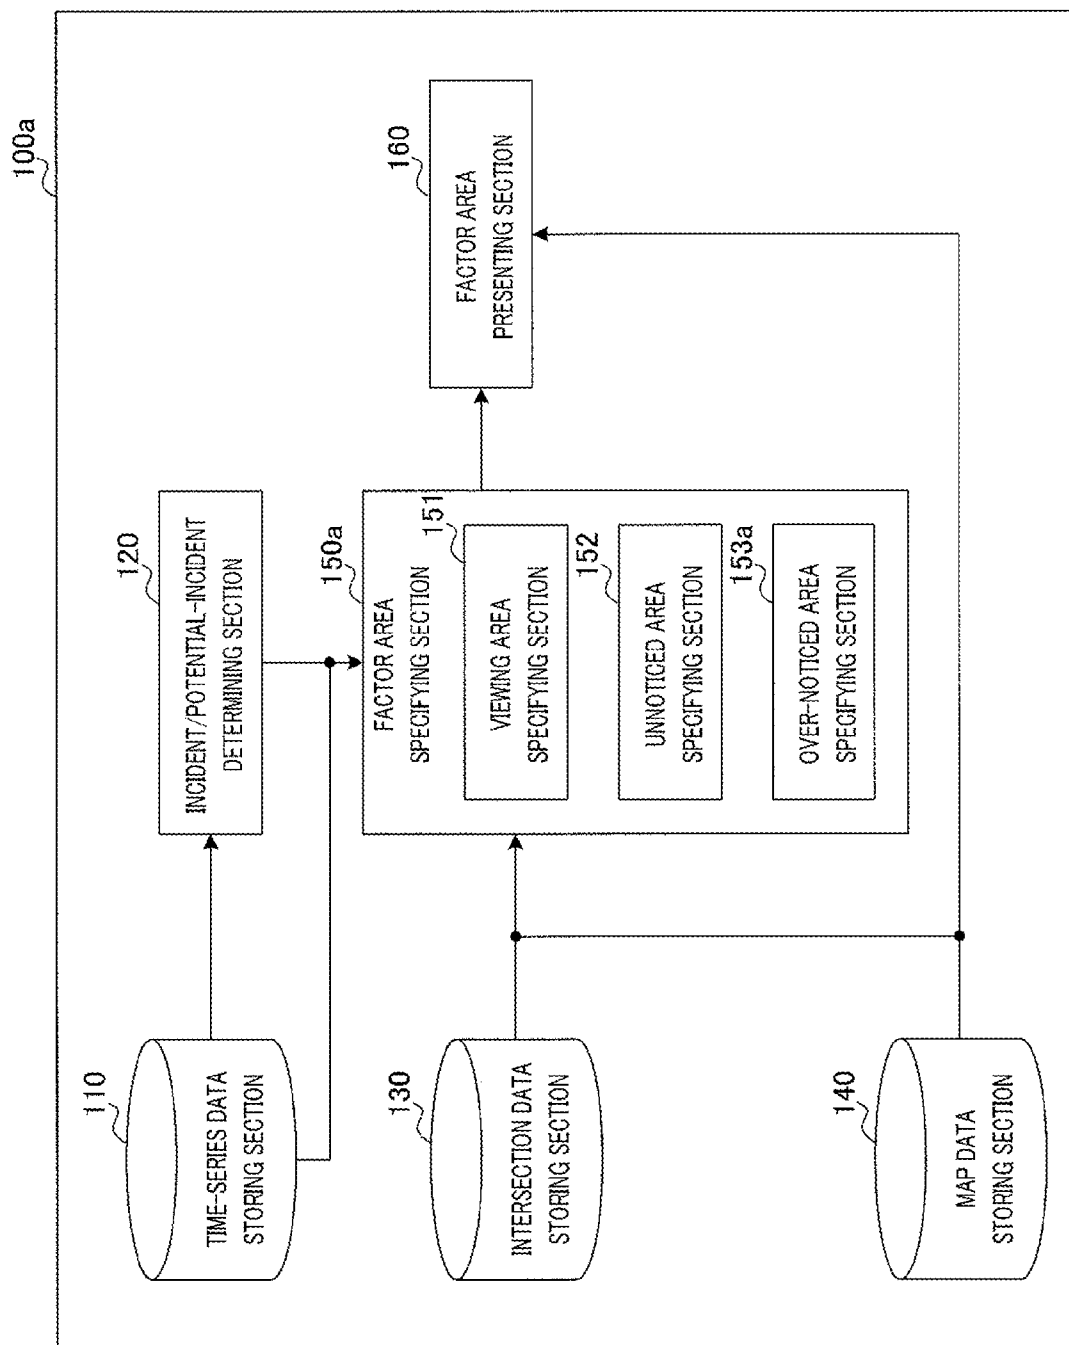 100a
110
TIME-SERIES DATA
STORING SECTION
120
INCIDENT/POTENTIAL-INCIDENT
DETERMINING SECTION
130
INTERSECTION DATA
STORING SECTION
150a
FACTOR AREA
SPECIFYING SECTION
151
VIEWING AREA
SPECIFYING SECTION
152
UNNOTICED AREA
SPECIFYING SECTION
153a
OVER-NOTICED AREA
SPECIFYING SECTION
160
FACTOR AREA
PRESENTING SECTION
140
MAP DATA
STORING SECTION